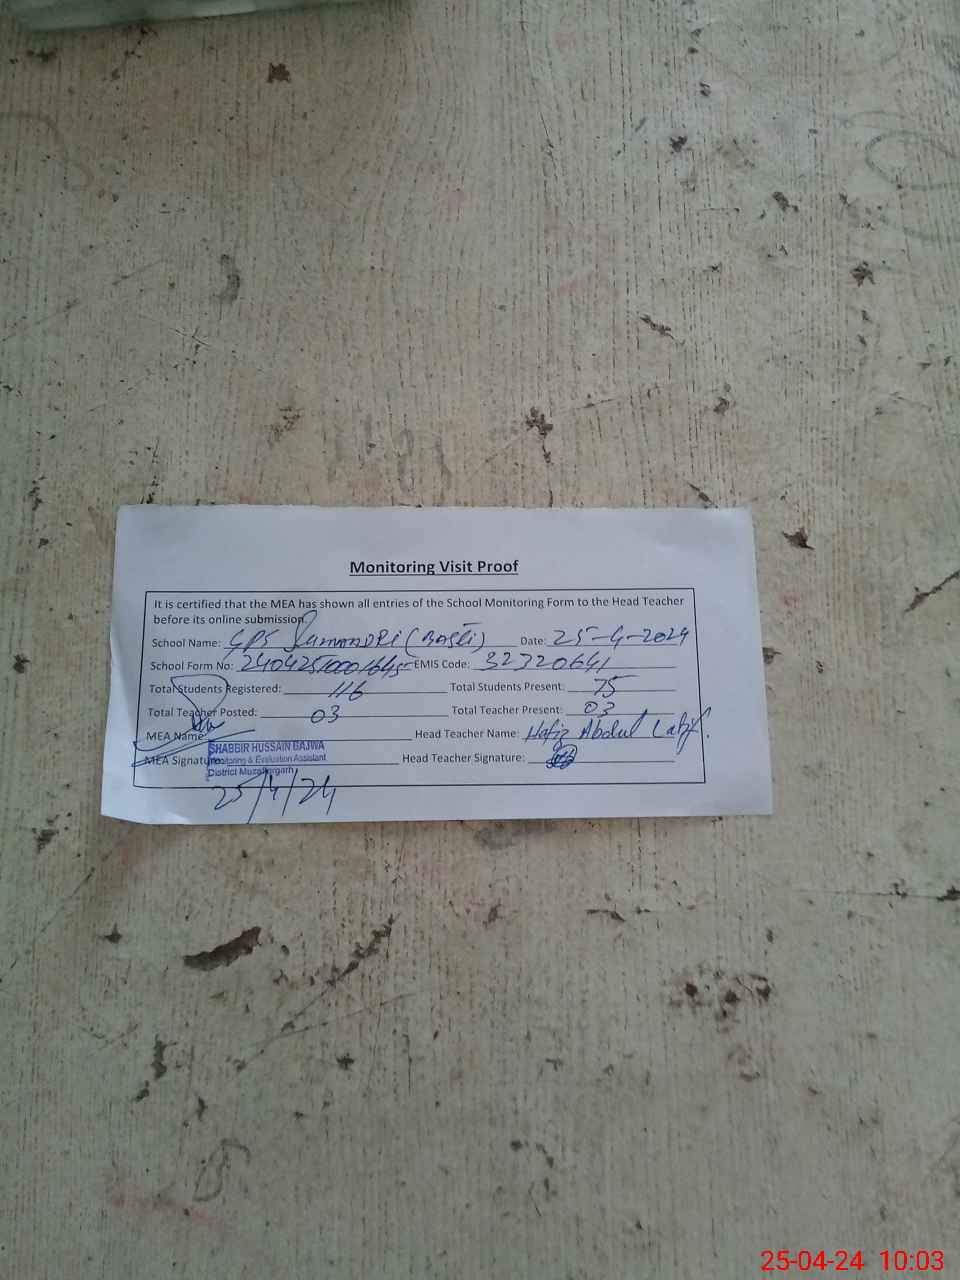 Monitoring Visit Proof
It is certified that the MEA has shown all entries of the School Monitoring Form to the Head Teacher
before its online submission.
School Name: GPS (Basti) Date: 25-4-2024
School Form No: EMIS Code: 32320641
Total Students Registered: 116 Total Students Present: 75
Total Teacher Posted: 03 Total Teacher Present: 03
MEA Name: Head Teacher Name: Hafiz Abdul Latif.
MEA Signature: Head Teacher Signature:
SHABBIR HUSSAIN BAJWA
Monitoring & Evaluation Assistant
District Muzaffargarh
25/4/24
25-04-24 10:03